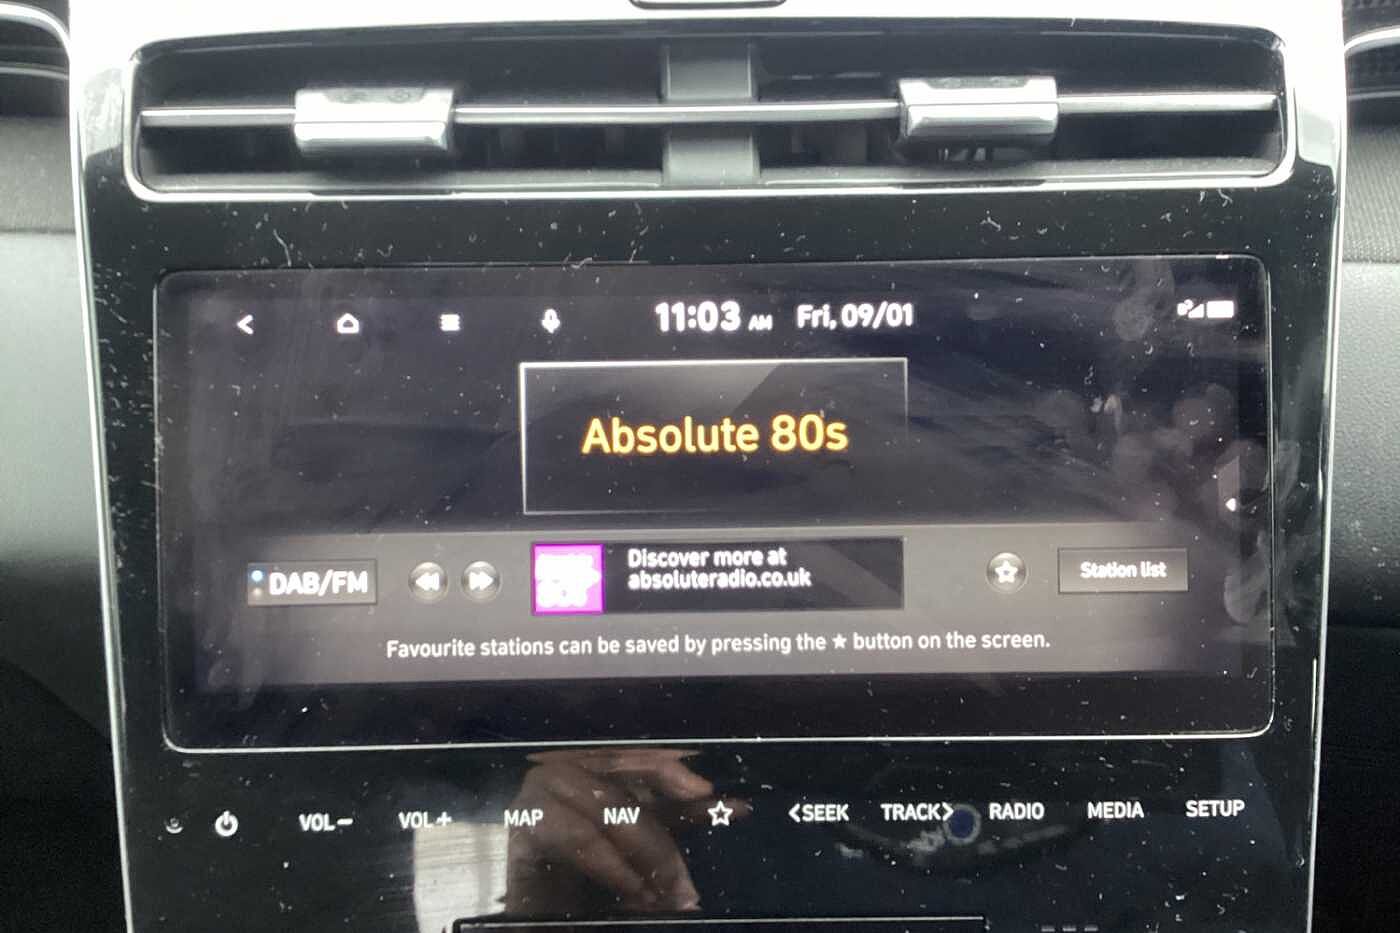 11:03 AM Fri, 09/01
Absolute 80s
DAB/FM
Discover more at
absoluteradio.co.uk
Station list
Favourite stations can be saved by pressing the ★ button on the screen.
VOL− VOL+ MAP NAV ☆ <SEEK TRACK> RADIO MEDIA SETUP